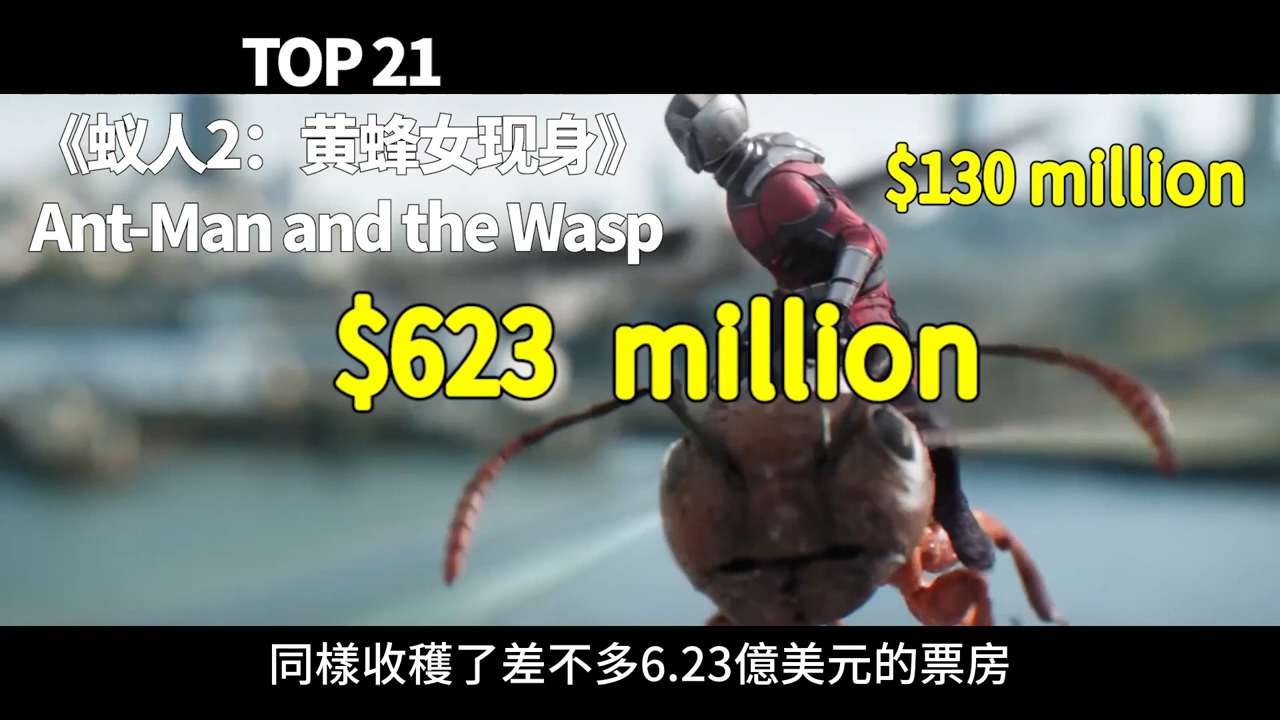 TOP 21
《蚁人2：黄蜂女现身》
Ant-Man and the Wasp
$130 million
$623 million
同樣收穫了差不多6.23億美元的票房